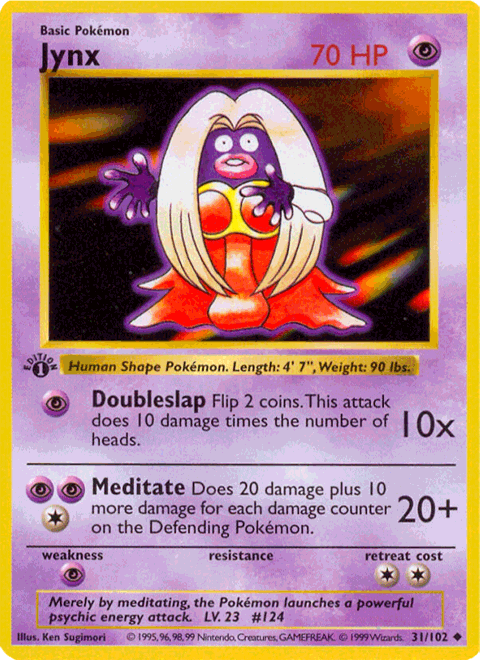 Basic Pokémon
Jynx 70 HP
EDITION
1
Human Shape Pokémon. Length: 4' 7", Weight: 90 lbs.
Doubleslap Flip 2 coins. This attack
does 10 damage times the number of
heads.
10x
Meditate Does 20 damage plus 10
more damage for each damage counter
on the Defending Pokémon.
20+
weakness resistance retreat cost
Merely by meditating, the Pokémon launches a powerful
psychic energy attack. LV. 23 #124
Illus. Ken Sugimori © 1995, 96, 98, 99 Nintendo, Creatures, GAMEFREAK. © 1999 Wizards. 31/102